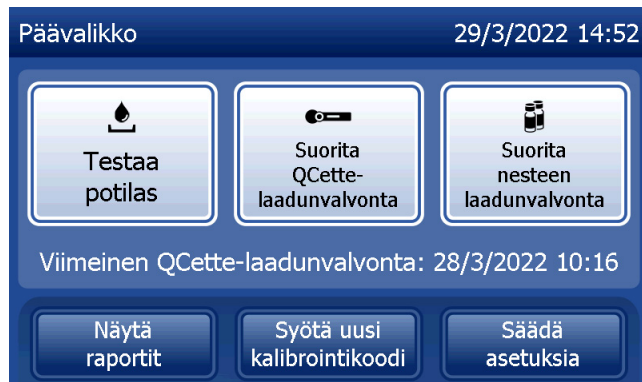 Päävalikko 29/3/2022 14:52
Testaa
potilas
Suorita
QCette-
laadunvalvonta
Suorita
nesteen
laadunvalvonta
Viimeinen QCette-laadunvalvonta: 28/3/2022 10:16
Näytä
raportit
Syötä uusi
kalibrointikoodi
Säädä
asetuksia